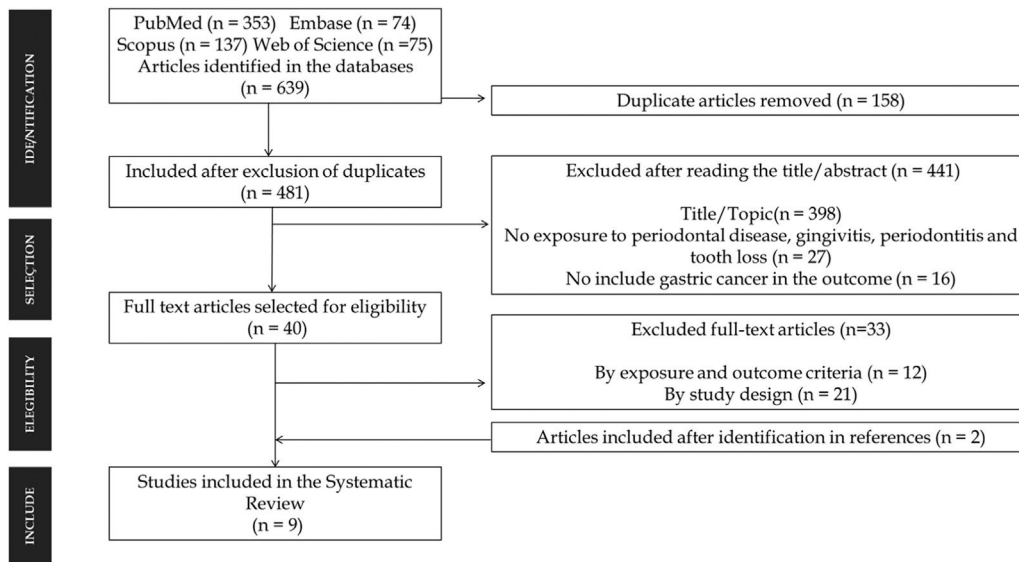 IDE/NTIFICATION
PubMed (n = 353) Embase (n = 74)
Scopus (n = 137) Web of Science (n =75)
Articles identified in the databases
(n = 639)
Duplicate articles removed (n = 158)
Included after exclusion of duplicates
(n = 481)
Excluded after reading the title/abstract (n = 441)
Title/Topic(n = 398)
No exposure to periodontal disease, gingivitis, periodontitis and
tooth loss (n = 27)
No include gastric cancer in the outcome (n = 16)
SELECTION
Full text articles selected for eligibility
(n = 40)
Excluded full-text articles (n=33)
By exposure and outcome criteria (n = 12)
By study design (n = 21)
ELEGIBILITY
Articles included after identification in references (n = 2)
INCLUDE
Studies included in the Systematic
Review
(n = 9)